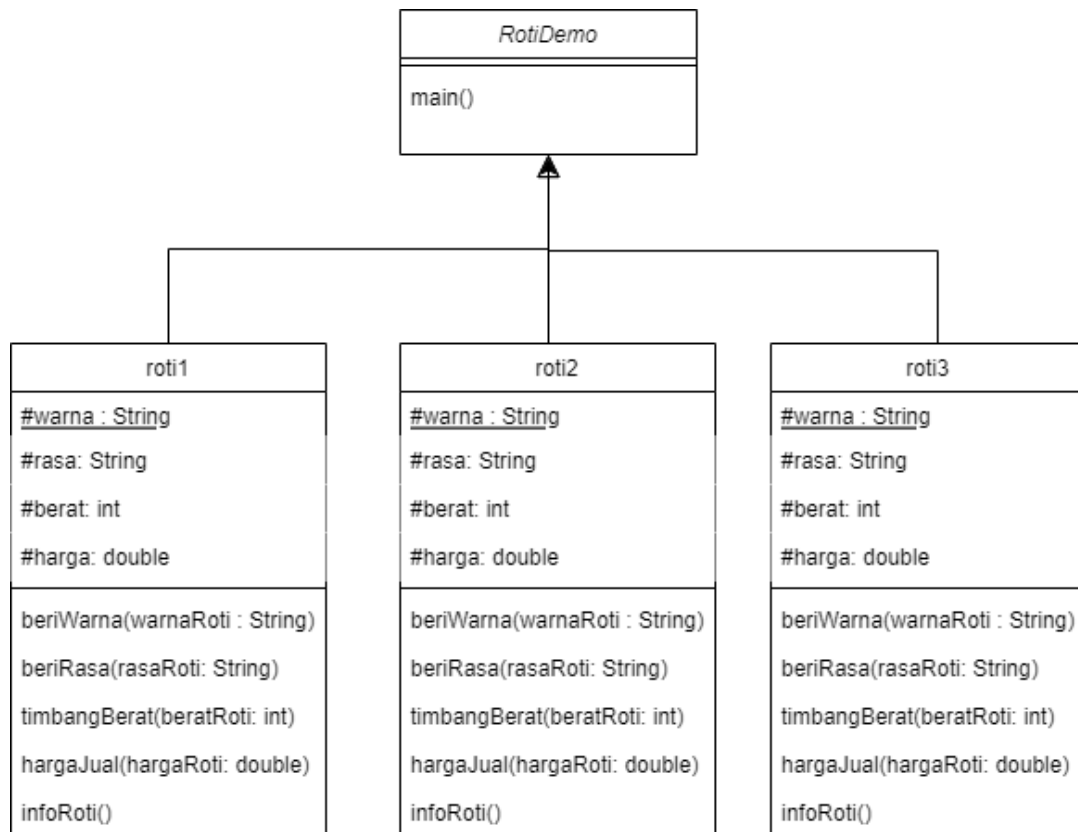 RotiDemo
main()
roti1
#warna : String
#rasa: String
#berat: int
#harga: double
beriWarna(warnaRoti : String)
beriRasa(rasaRoti: String)
timbangBerat(beratRoti: int)
hargaJual(hargaRoti: double)
infoRoti()
roti2
#warna : String
#rasa: String
#berat: int
#harga: double
beriWarna(warnaRoti : String)
beriRasa(rasaRoti: String)
timbangBerat(beratRoti: int)
hargaJual(hargaRoti: double)
infoRoti()
roti3
#warna : String
#rasa: String
#berat: int
#harga: double
beriWarna(warnaRoti : String)
beriRasa(rasaRoti: String)
timbangBerat(beratRoti: int)
hargaJual(hargaRoti: double)
infoRoti()